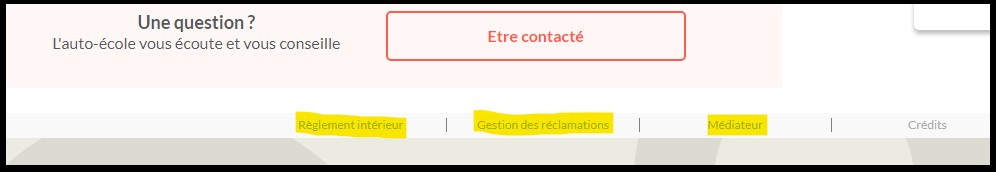 Une question ?
L'auto-école vous écoute et vous conseille
Etre contacté
Règlement intérieur | Gestion des réclamations | Médiateur | Crédits